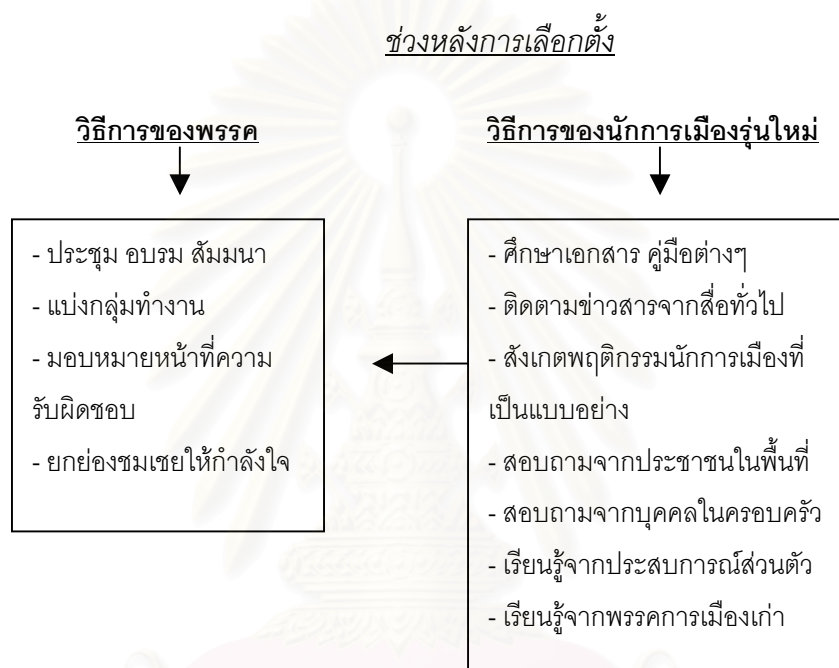 ช่วงหลังการเลือกตั้ง
วิธีการของพรรค
- ประชุม อบรม สัมมนา
- แบ่งกลุ่มทำงาน
- มอบหมายหน้าที่ความ
รับผิดชอบ
- ยกย่องชมเชยให้กำลังใจ
วิธีการของนักการเมืองรุ่นใหม่
- ศึกษาเอกสาร คู่มือต่างๆ
- ติดตามข่าวสารจากสื่อทั่วไป
- สังเกตพฤติกรรมนักการเมืองที่
เป็นแบบอย่าง
- สอบถามจากประชาชนในพื้นที่
- สอบถามจากบุคคลในครอบครัว
- เรียนรู้จากประสบการณ์ส่วนตัว
- เรียนรู้จากพรรคการเมืองเก่า